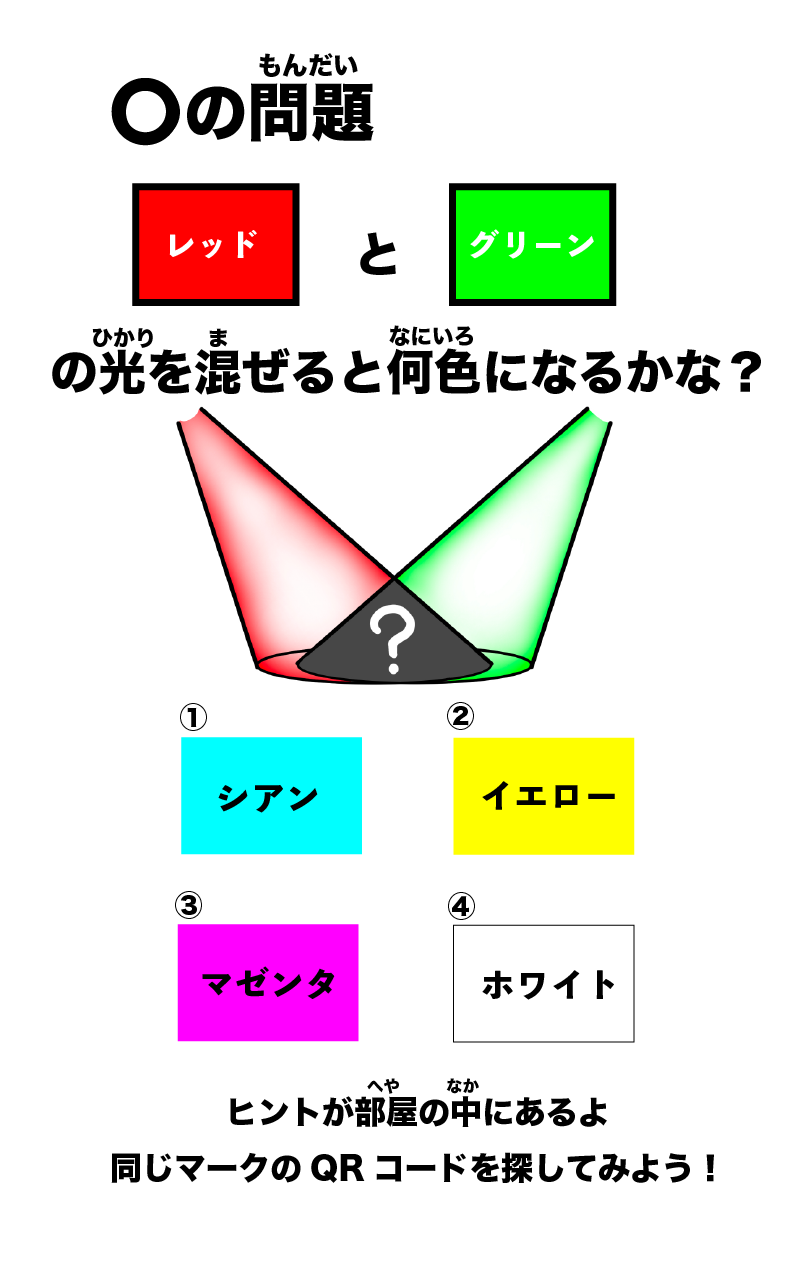 もんだい
〇の問題
レッド と グリーン
ひかり ま なにいろ
の光を混ぜると何色になるかな？
?
① ②
シアン イエロー
③ ④
マゼンタ ホワイト
へや なか
ヒントが部屋の中にあるよ
同じマークの QR コードを探してみよう！